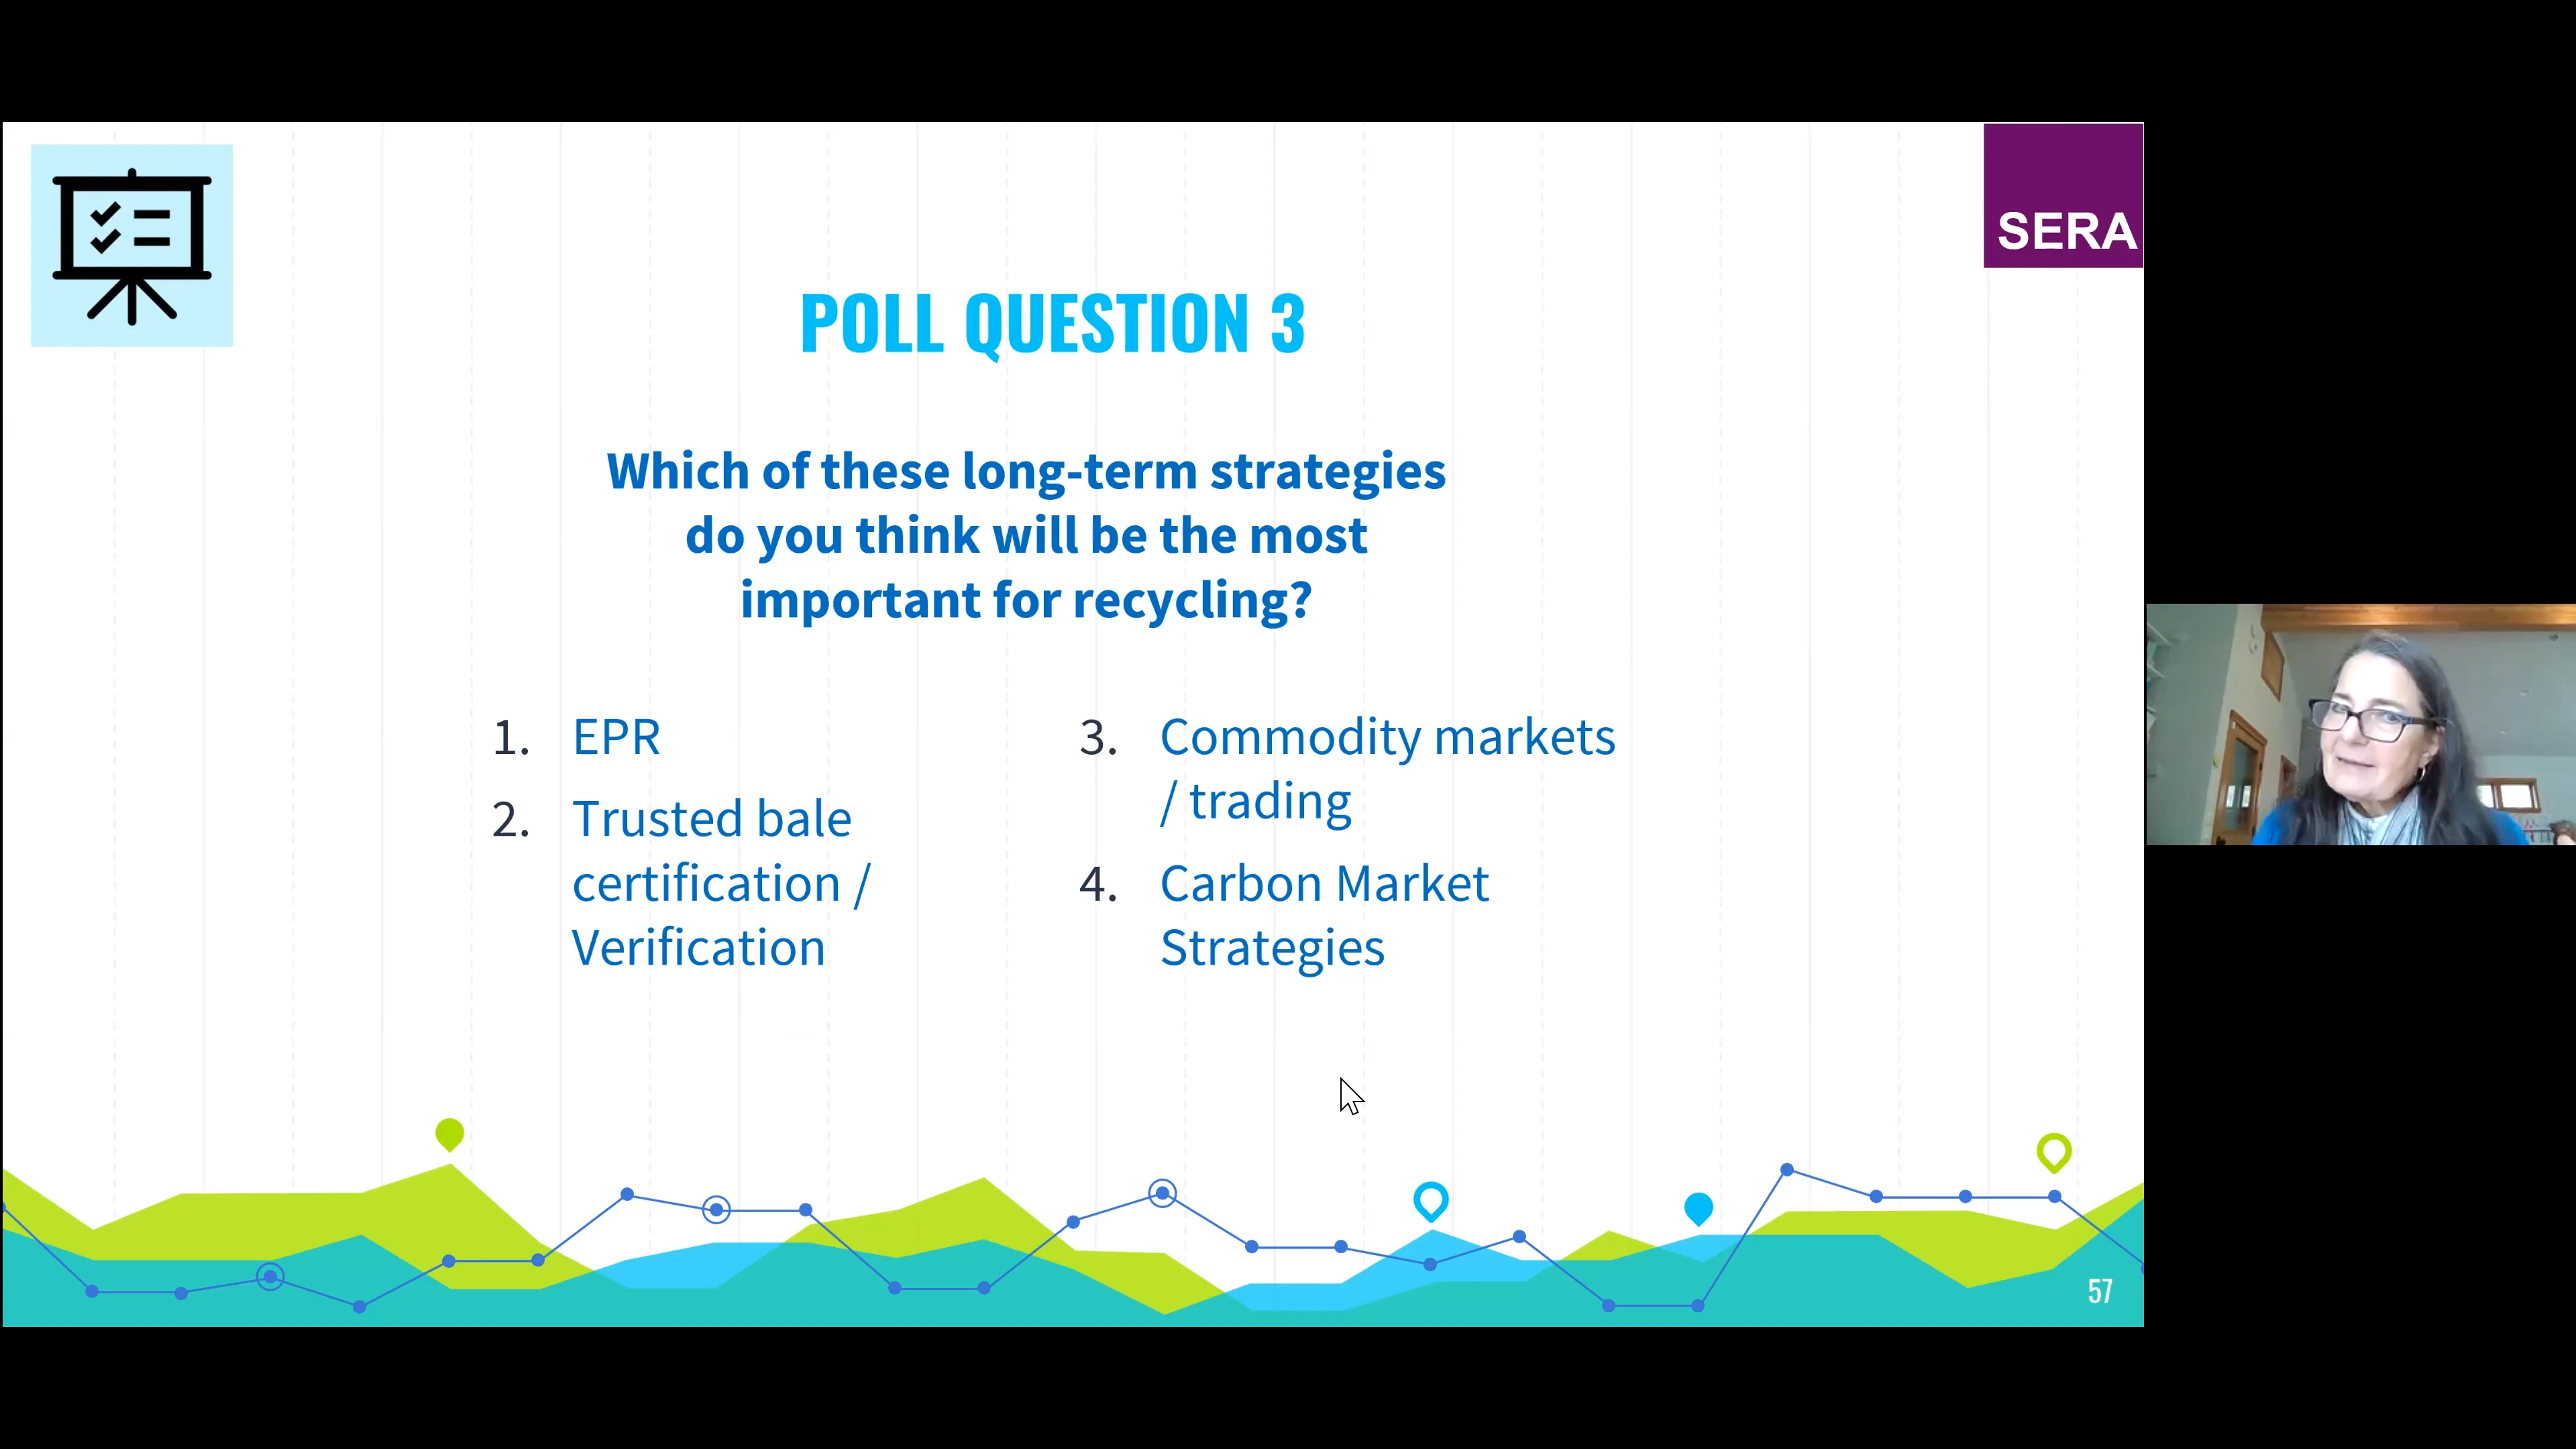 SERA
POLL QUESTION 3
Which of these long-term strategies
do you think will be the most
important for recycling?
1. EPR
2. Trusted bale
certification /
Verification
3. Commodity markets
/ trading
4. Carbon Market
Strategies
57